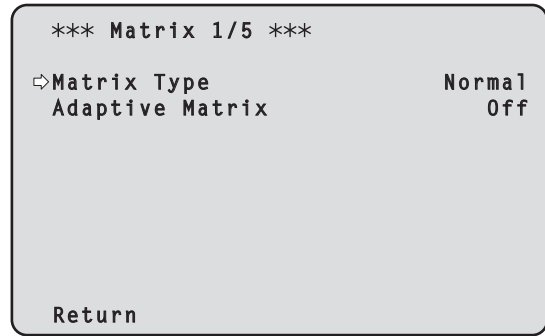 *** Matrix 1/5 ***
⇨Matrix Type Normal
Adaptive Matrix Off
Return